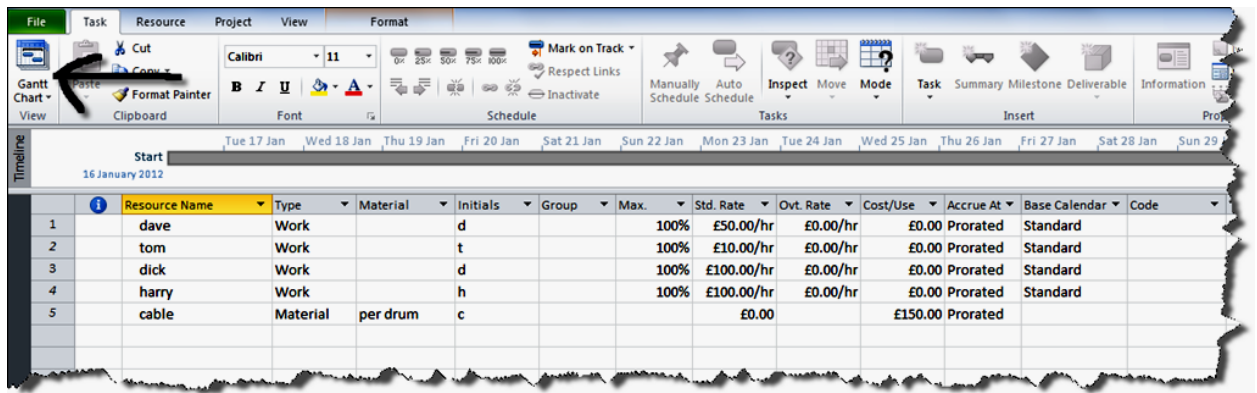 File Task Resource Project View Format
Cut
Copy
Paste
Format Painter
Gantt
Chart
View
Clipboard
Calibri 11
B I U A
Font
0% 25% 50% 75% 100%
Mark on Track
Respect Links
Inactivate
Schedule
Manually
Schedule
Auto
Schedule
Inspect
Move
Mode
Tasks
Task
Summary
Milestone
Deliverable
Insert
Information
Timeline
Tue 17 Jan Wed 18 Jan Thu 19 Jan Fri 20 Jan Sat 21 Jan Sun 22 Jan Mon 23 Jan Tue 24 Jan Wed 25 Jan Thu 26 Jan Fri 27 Jan Sat 28 Jan Sun 29
Start
16 January 2012
Resource Name Type Material Initials Group Max. Std. Rate Ovt. Rate Cost/Use Accrue At Base Calendar Code
1 dave Work d 100% £50.00/hr £0.00/hr £0.00 Prorated Standard
2 tom Work t 100% £10.00/hr £0.00/hr £0.00 Prorated Standard
3 dick Work d 100% £100.00/hr £0.00/hr £0.00 Prorated Standard
4 harry Work h 100% £100.00/hr £0.00/hr £0.00 Prorated Standard
5 cable Material per drum c £0.00 £150.00 Prorated